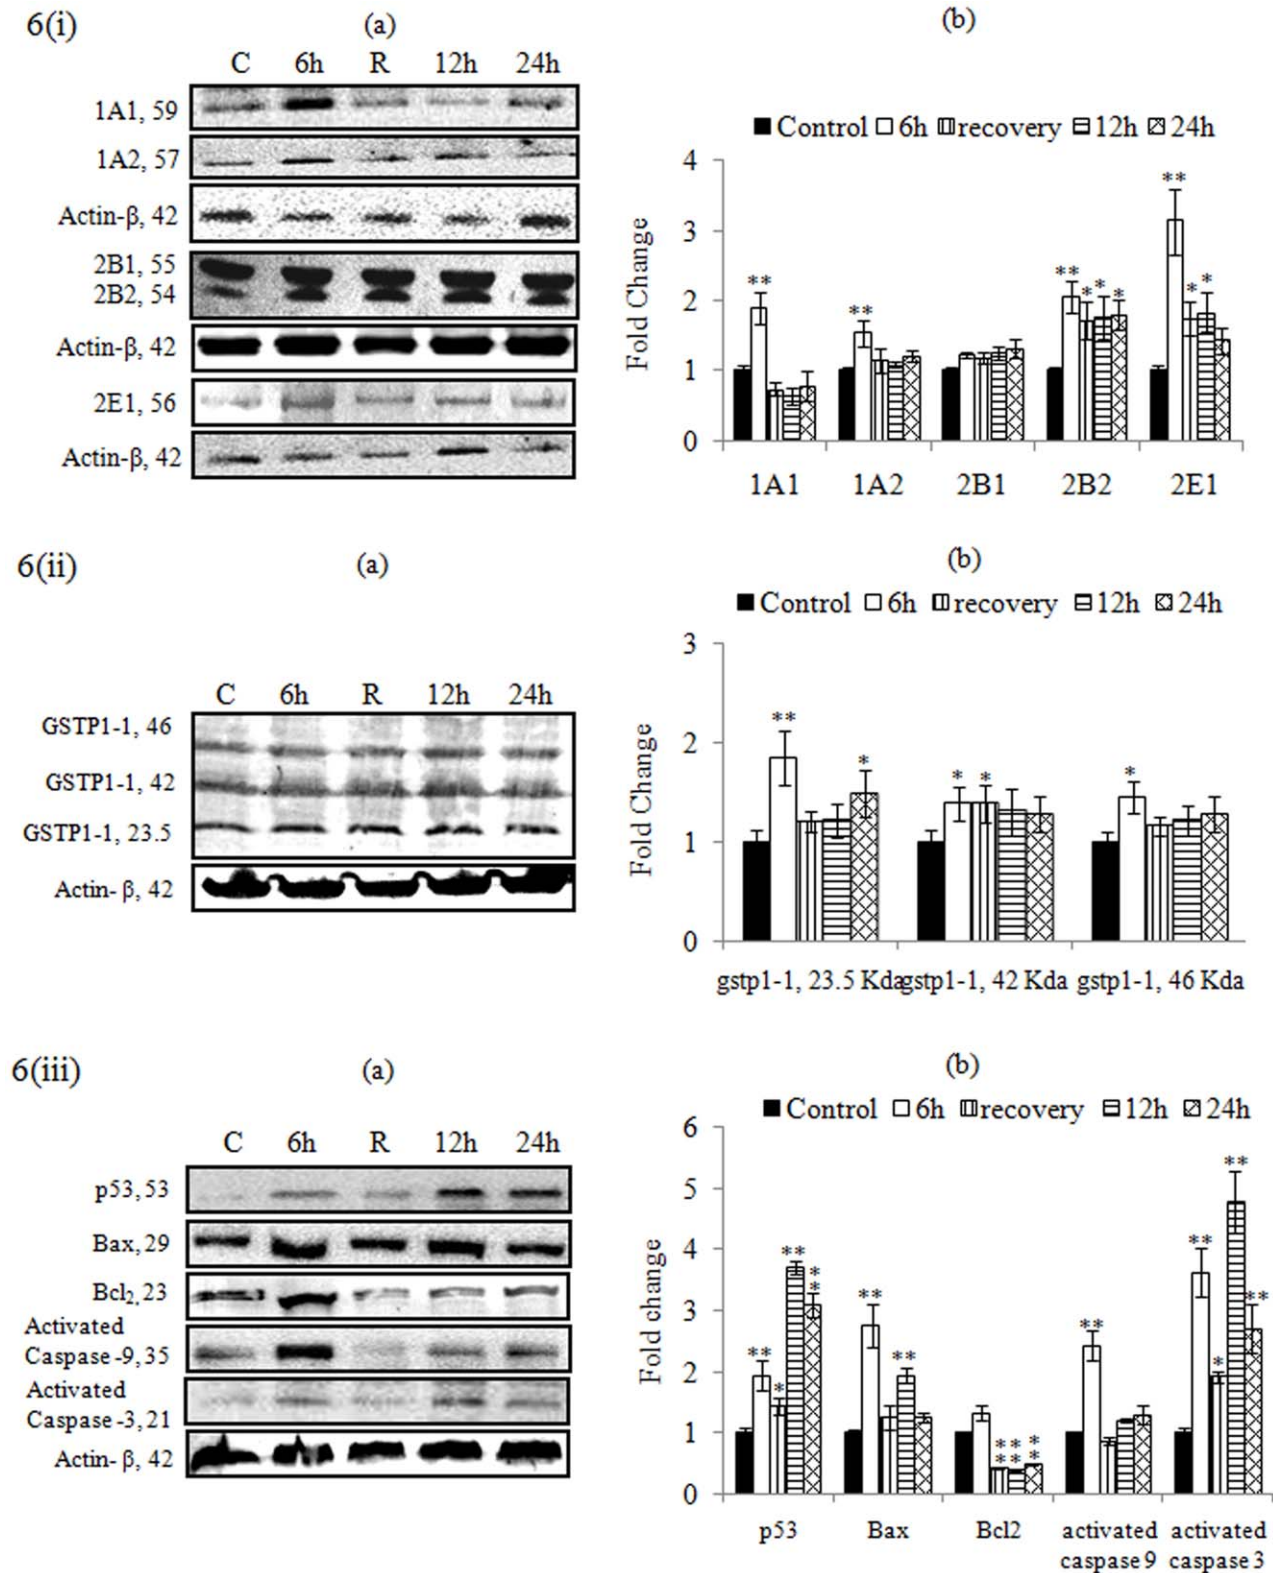 6(i)
(a)
C 6h R 12h 24h
1A1, 59
1A2, 57
Actin-β, 42
2B1, 55
2B2, 54
Actin-β, 42
2E1, 56
Actin-β, 42
(b)
Control 6h recovery 12h 24h
Fold Change
4
3
2
1
0
** ** ** * * * * ** * *
1A1 1A2 2B1 2B2 2E1
6(ii)
(a)
C 6h R 12h 24h
GSTP1-1, 46
GSTP1-1, 42
GSTP1-1, 23.5
Actin- β, 42
(b)
Control 6h recovery 12h 24h
Fold Change
3
2
1
0
** * * * *
gstp1-1, 23.5 Kda gstp1-1, 42 Kda gstp1-1, 46 Kda
6(iii)
(a)
C 6h R 12h 24h
p53, 53
Bax, 29
Bcl2, 23
Activated
Caspase -9, 35
Activated
Caspase -3, 21
Actin- β, 42
(b)
Control 6h recovery 12h 24h
Fold change
6
5
4
3
2
1
0
** * ** ** ** ** ** ** ** ** ** * ** **
p53 Bax Bcl2 activated activated
caspase 9 caspase 3